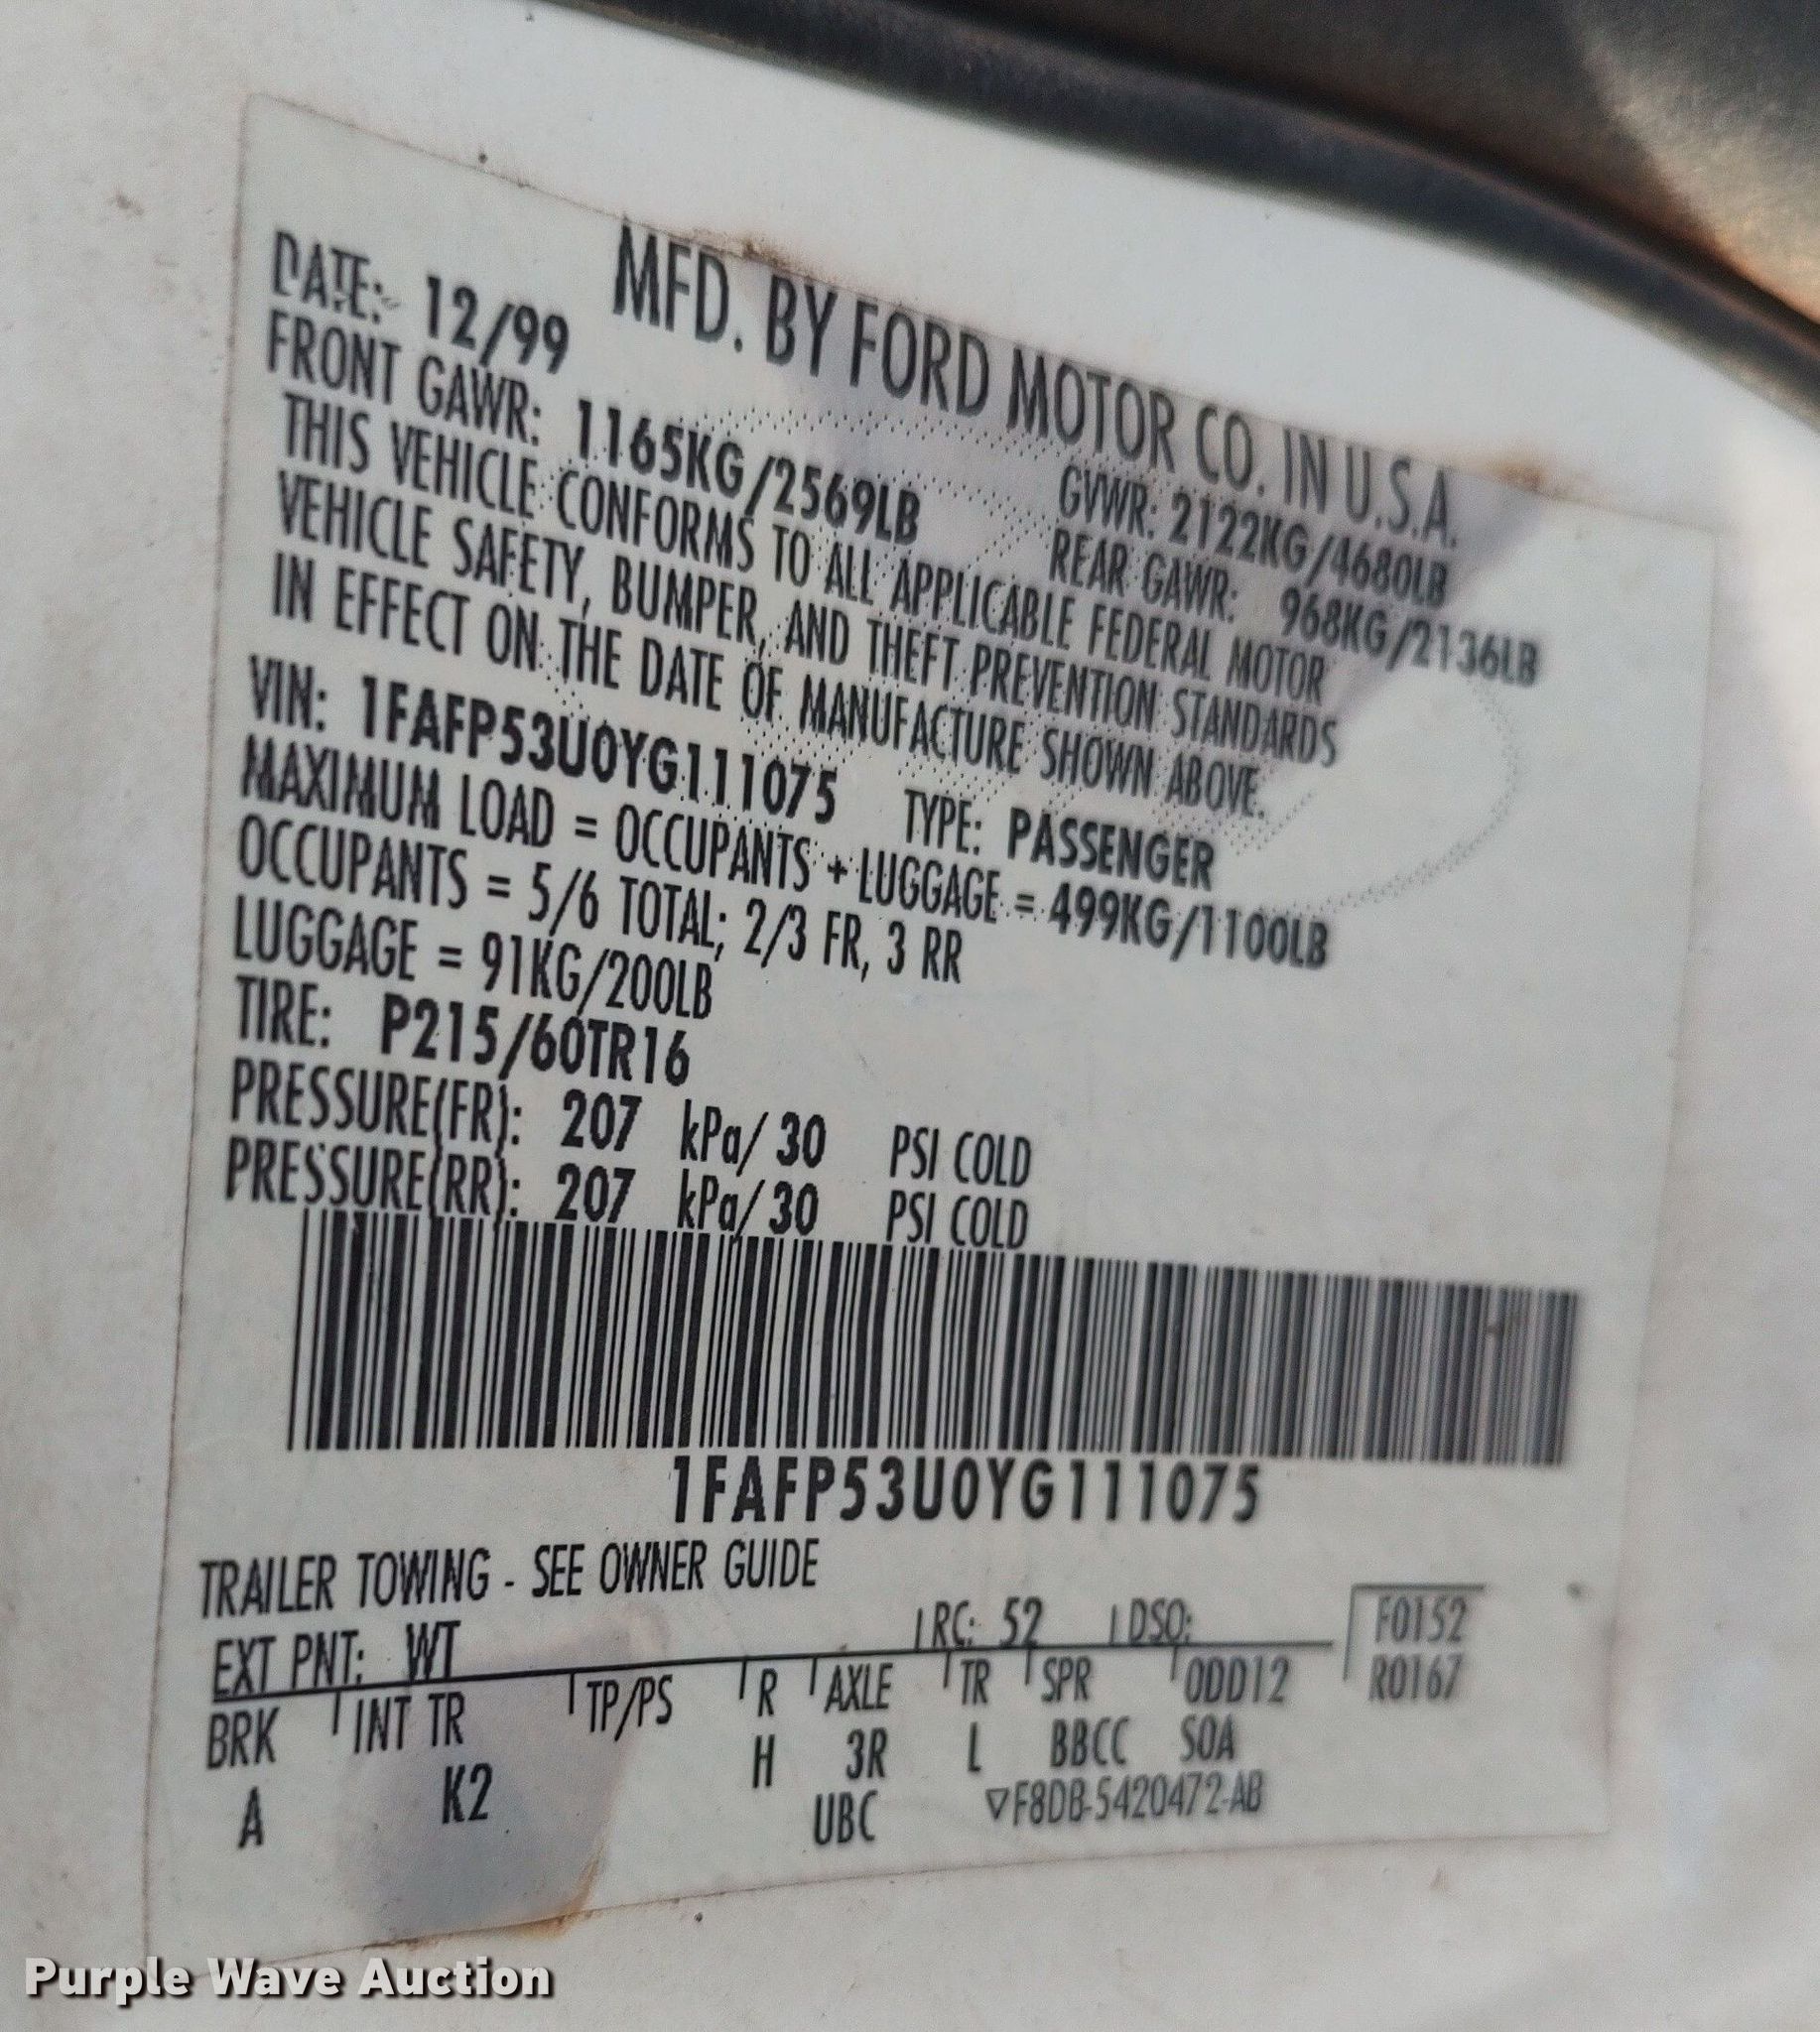 MFD. BY FORD MOTOR CO. IN U.S.A.
DATE: 12/99 GVWR: 2122KG/4680LB
FRONT GAWR: 1165KG/2569LB REAR GAWR: 968KG/2136LB
THIS VEHICLE CONFORMS TO ALL APPLICABLE FEDERAL MOTOR
VEHICLE SAFETY, BUMPER, AND THEFT PREVENTION STANDARDS
IN EFFECT ON THE DATE OF MANUFACTURE SHOWN ABOVE.
VIN: 1FAFP53U0YG111075 TYPE: PASSENGER
MAXIMUM LOAD = OCCUPANTS + LUGGAGE = 499KG/1100LB
OCCUPANTS = 5/6 TOTAL; 2/3 FR, 3 RR
LUGGAGE = 91KG/200LB
TIRE: P215/60TR16
PRESSURE(FR): 207 kPa/ 30 PSI COLD
PRESSURE(RR): 207 kPa/ 30 PSI COLD
1FAFP53U0YG111075
TRAILER TOWING - SEE OWNER GUIDE
EXT PNT: WT RC: 52 DSO: F0152
BRK INT TR TP/PS R AXLE TR SPR ODD12 R0167
A K2 H 3R L BBCC SOA
UBC ▽F8DB-5420472-AB
Purple Wave Auction